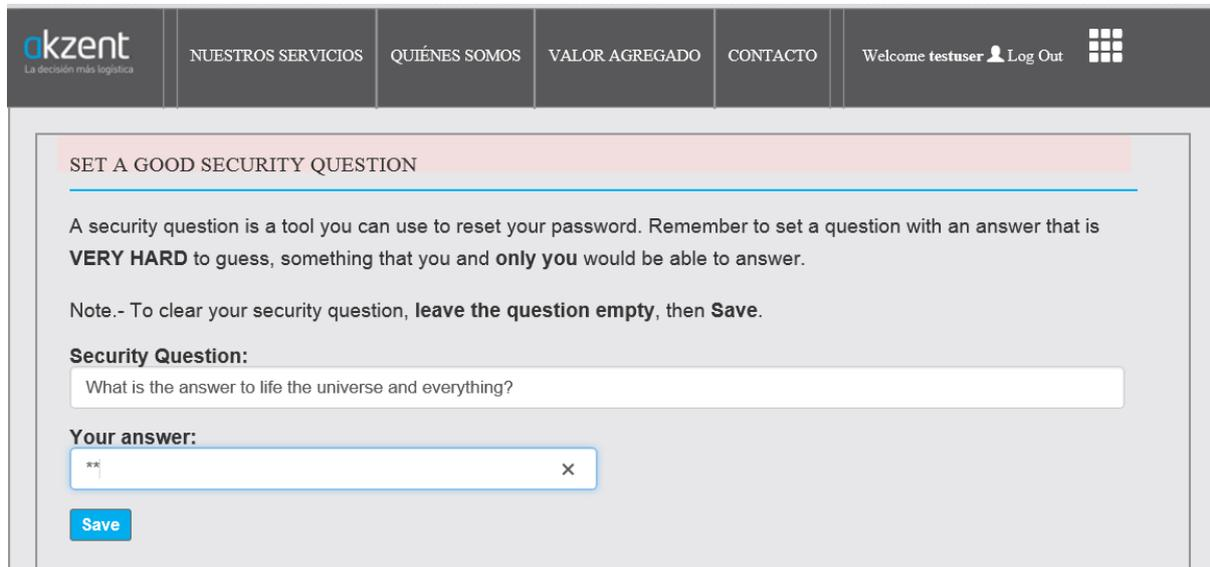 akzent
La decisión más logística
NUESTROS SERVICIOS
QUIÉNES SOMOS
VALOR AGREGADO
CONTACTO
Welcome testuser Log Out
SET A GOOD SECURITY QUESTION
A security question is a tool you can use to reset your password. Remember to set a question with an answer that is
VERY HARD to guess, something that you and only you would be able to answer.
Note.- To clear your security question, leave the question empty, then Save.
Security Question:
What is the answer to life the universe and everything?
Your answer:
**
Save